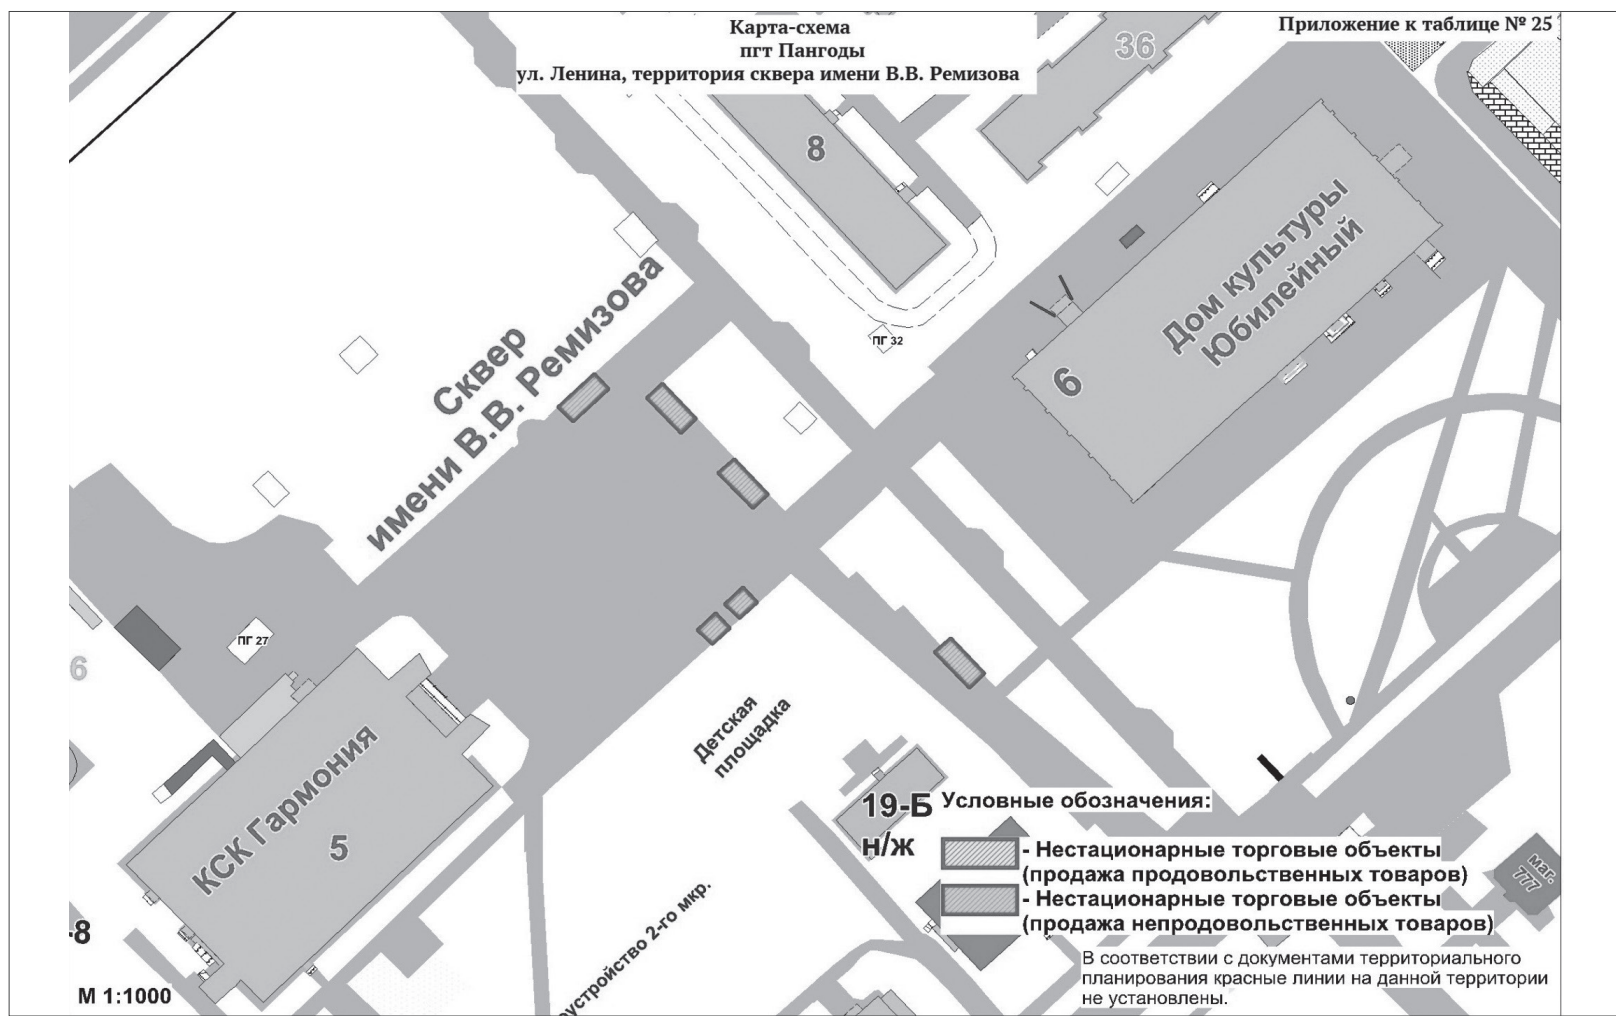 Карта-схема
пгт Пангоды
ул. Ленина, территория сквера имени В.В. Ремизова
Приложение к таблице № 25
36
8
Дом культуры
Юбилейный
6
ПГ 32
Сквер
имени В.В. Ремизова
ПГ 27
6
Детская
площадка
КСК Гармония
5
19-Б
н/ж
Условные обозначения:
- Нестационарные торговые объекты
(продажа продовольственных товаров)
- Нестационарные торговые объекты
(продажа непродовольственных товаров)
маг.
777
-8
оустройство 2-го мкр.
М 1:1000
В соответствии с документами территориального
планирования красные линии на данной территории
не установлены.